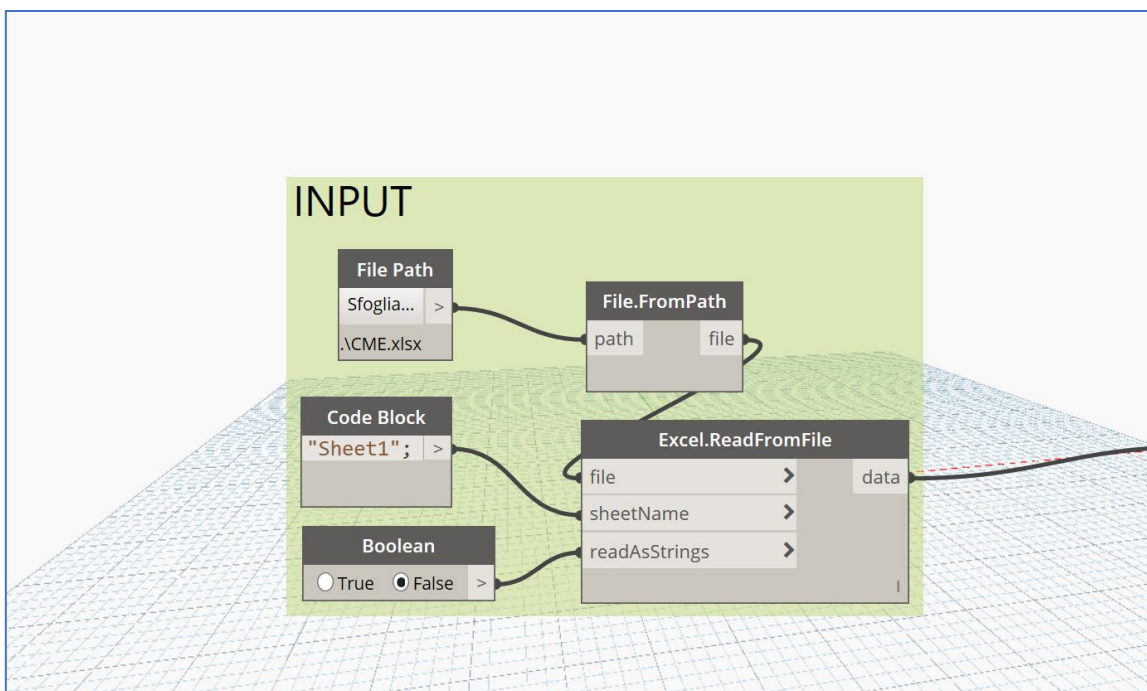 INPUT
File Path
Sfoglia... >
.\CME.xlsx
File.FromPath
path file
Code Block
"Sheet1"; >
Excel.ReadFromFile
file > data
sheetName >
readAsStrings >
Boolean
True False >
l